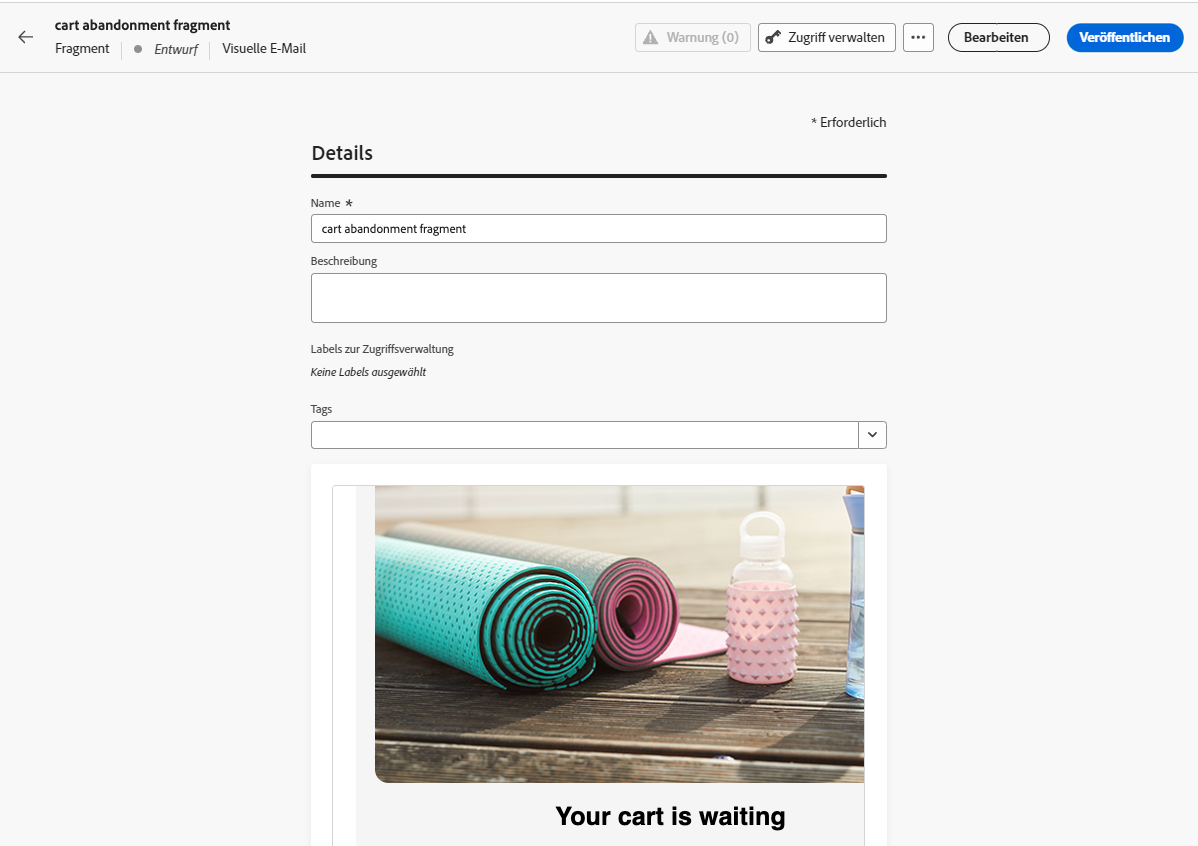 cart abandonment fragment
Fragment Entwurf Visuelle E-Mail
Warnung (0) Zugriff verwalten ··· Bearbeiten Veröffentlichen
* Erforderlich
Details
Name *
cart abandonment fragment
Beschreibung
Labels zur Zugriffsverwaltung
Keine Labels ausgewählt
Tags
Your cart is waiting